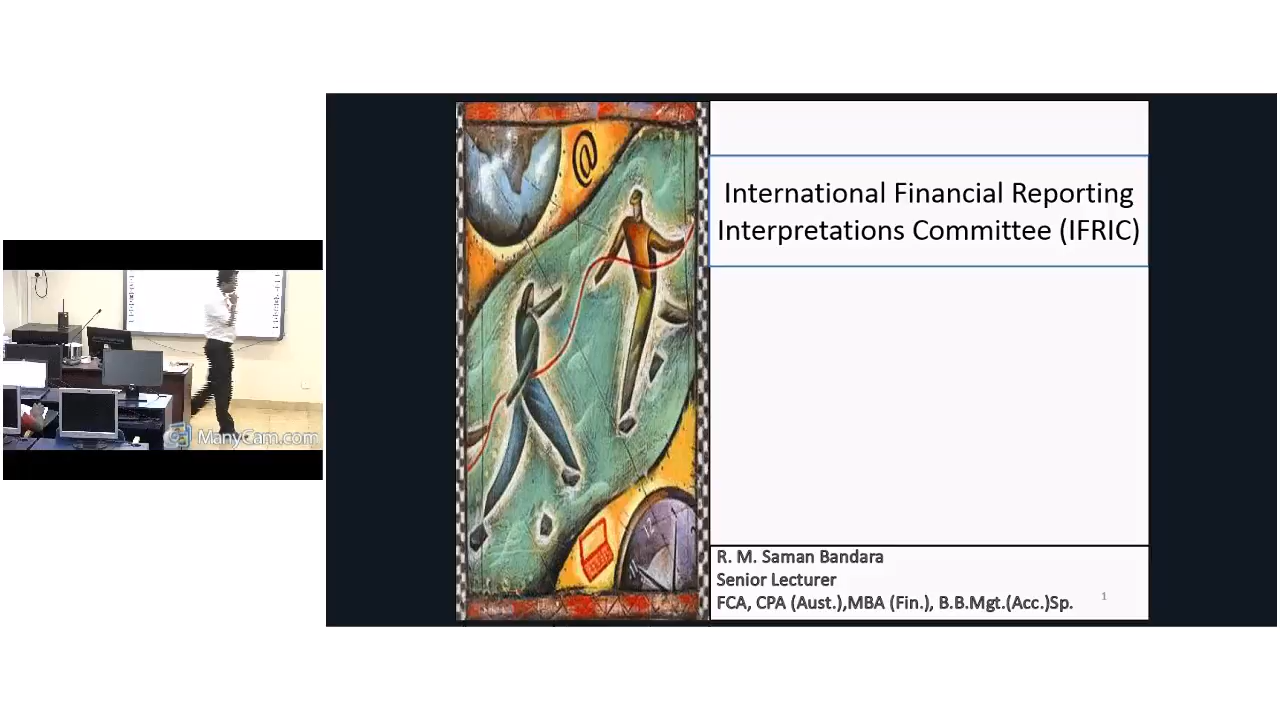 International Financial Reporting
Interpretations Committee (IFRIC)
@
R. M. Saman Bandara
Senior Lecturer
FCA, CPA (Aust.),MBA (Fin.), B.B.Mgt.(Acc.)Sp.
1
ManyCam.com